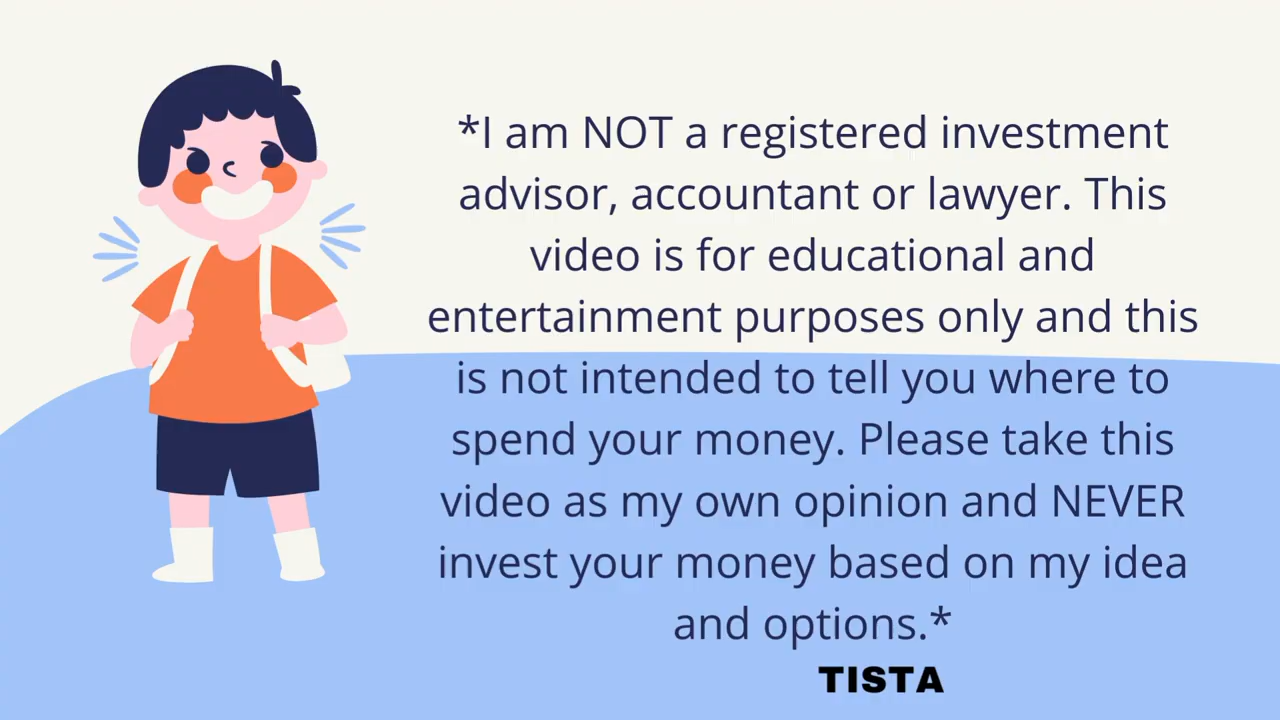 *I am NOT a registered investment
advisor, accountant or lawyer. This
video is for educational and
entertainment purposes only and this
is not intended to tell you where to
spend your money. Please take this
video as my own opinion and NEVER
invest your money based on my idea
and options.*
TISTA